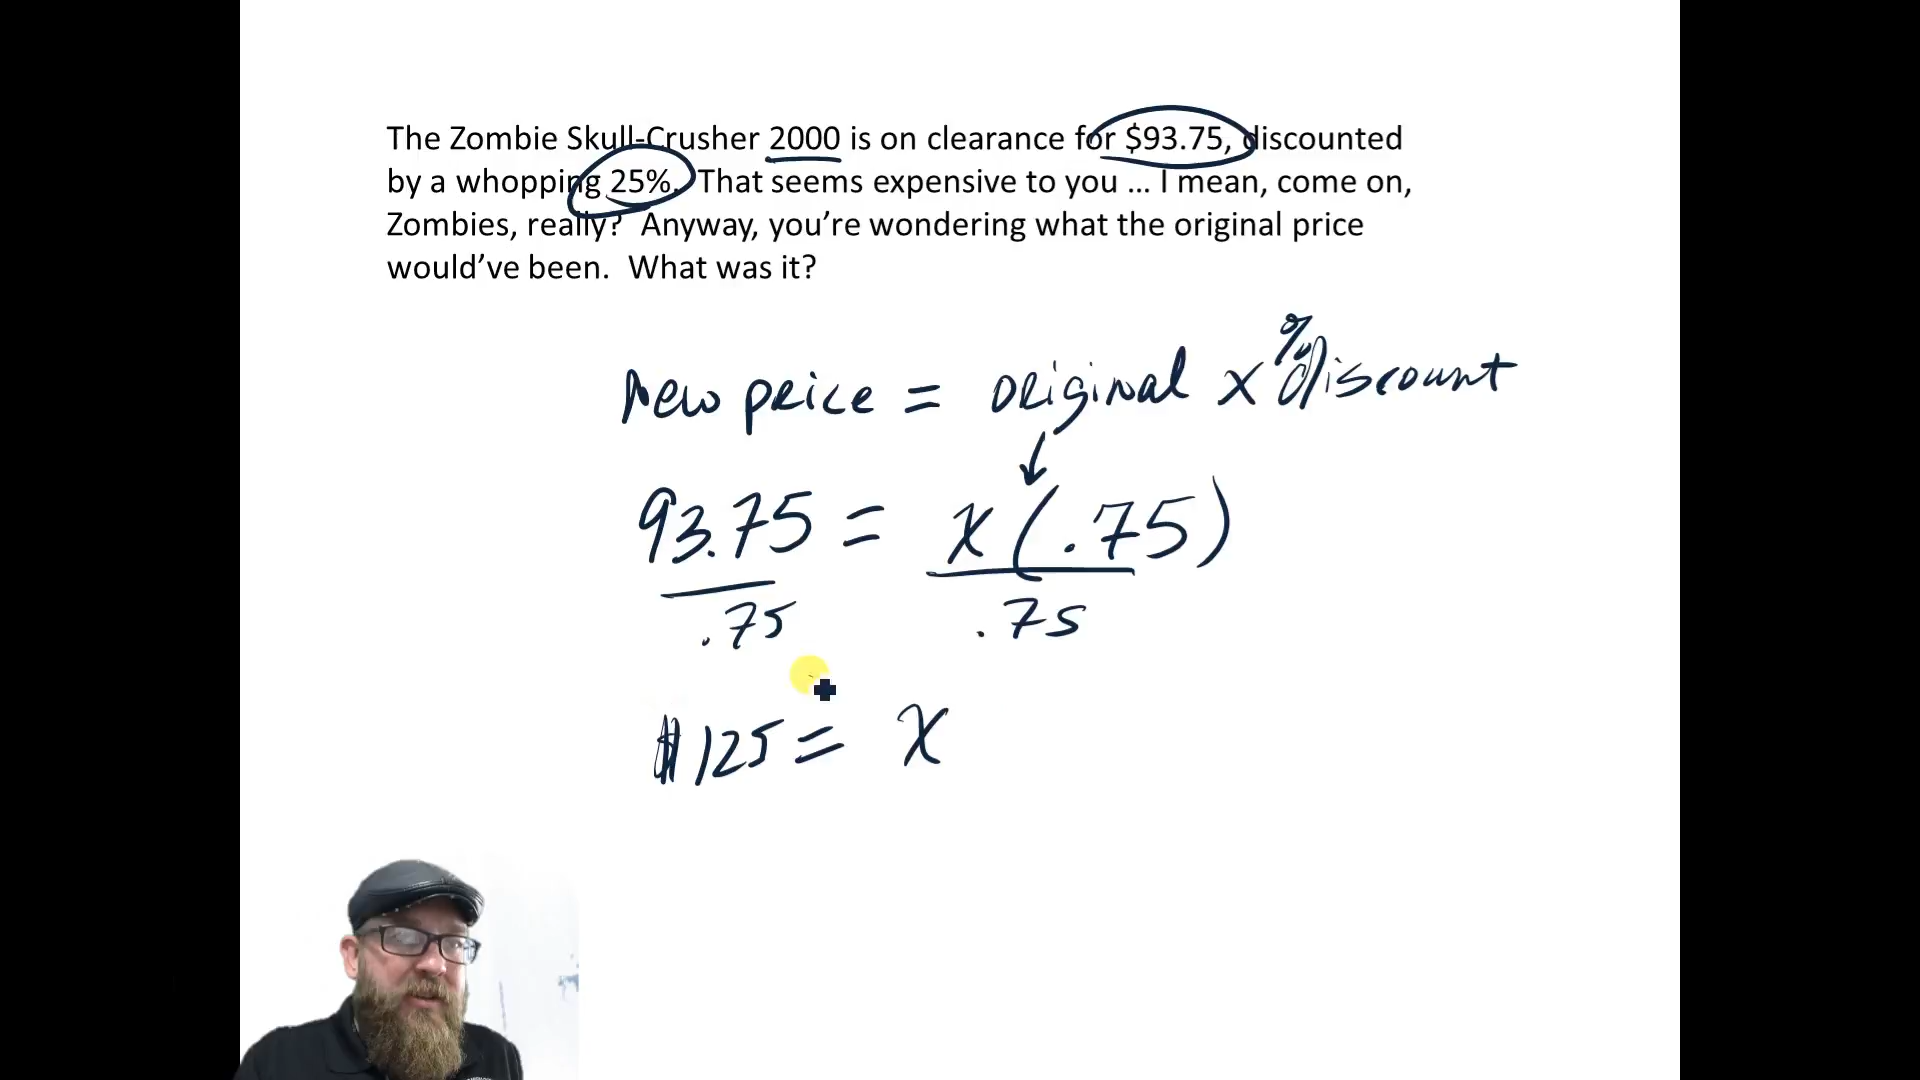 The Zombie Skull-Crusher 2000 is on clearance for $93.75, discounted
by a whopping 25%. That seems expensive to you ... I mean, come on,
Zombies, really? Anyway, you’re wondering what the original price
would’ve been. What was it?
New price = original x % discount
93.75 = x (.75)
.75 .75
$125 = x